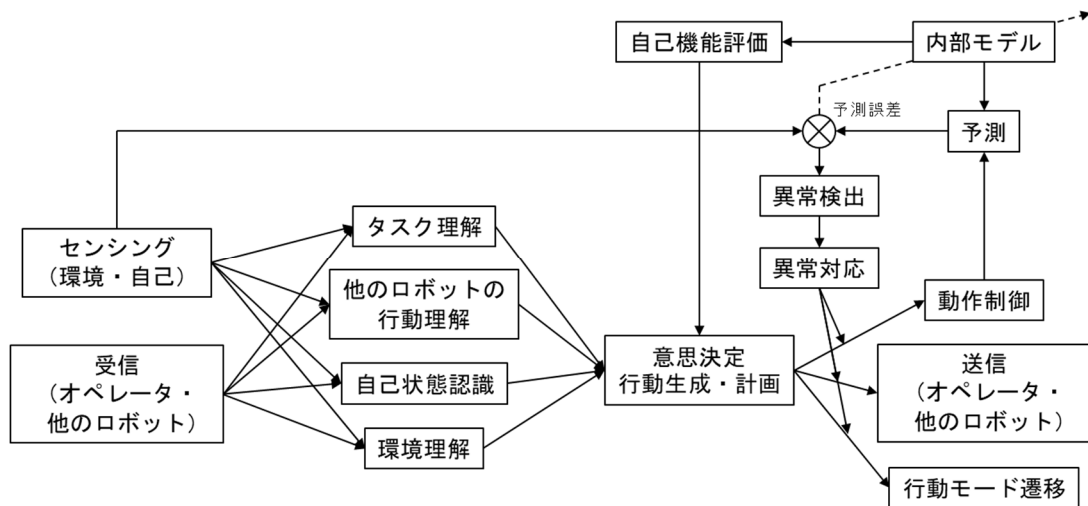 自己機能評価
内部モデル
予測誤差
予測
異常検出
タスク理解
センシング
（環境・自己）
異常対応
他のロボットの
行動理解
動作制御
受信
（オペレータ・
他のロボット）
自己状態認識
意思決定
行動生成・計画
送信
（オペレータ・
他のロボット）
環境理解
行動モード遷移